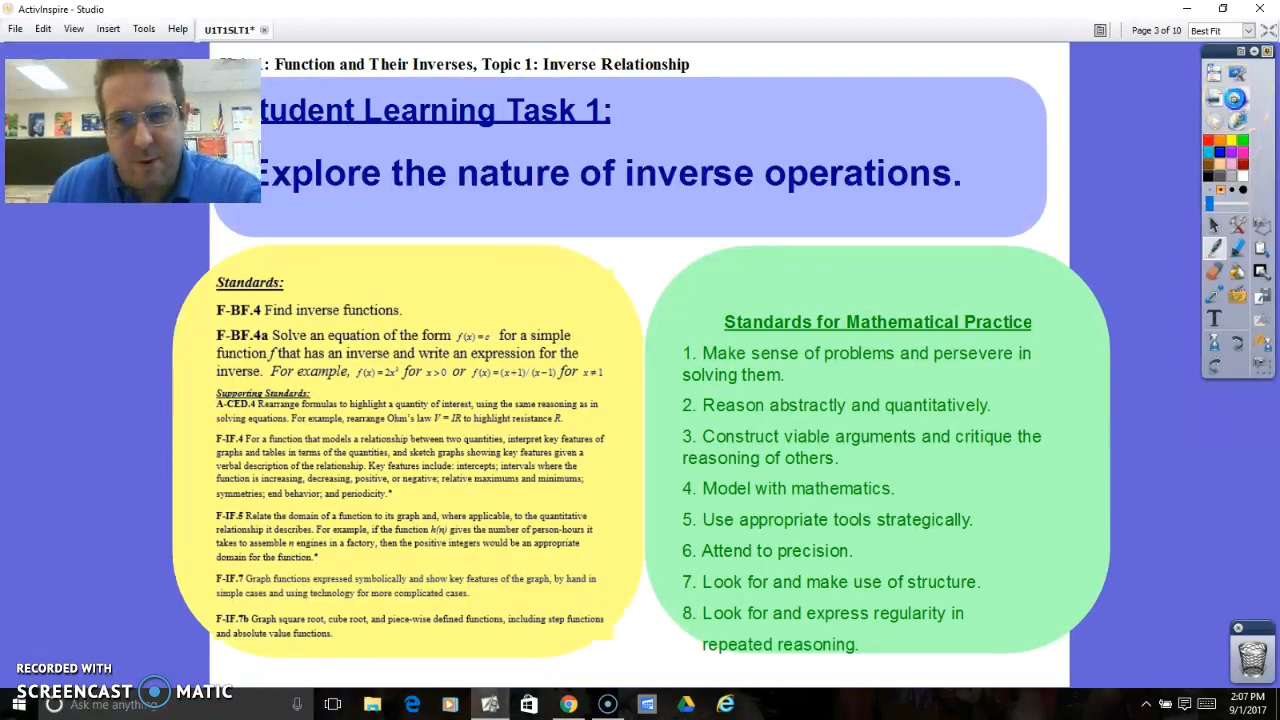 ActivInspire - Studio
File Edit View Insert Tools Help
U1T1SLT1*
Page 3 of 10 Best Fit
1: Function and Their Inverses, Topic 1: Inverse Relationship
tudent Learning Task 1:
Explore the nature of inverse operations.
Standards:
F-BF.4 Find inverse functions.
F-BF.4a Solve an equation of the form f(x) = c for a simple
function f that has an inverse and write an expression for the
inverse. For example, f(x) = 2x³ for x > 0 or f(x) = (x+1)/(x−1) for x ≠ 1
Supporting Standards:
A-CED.4 Rearrange formulas to highlight a quantity of interest, using the same reasoning as in
solving equations. For example, rearrange Ohm's law V = IR to highlight resistance R.
F-IF.4 For a function that models a relationship between two quantities, interpret key features of
graphs and tables in terms of the quantities, and sketch graphs showing key features given a
verbal description of the relationship. Key features include: intercepts; intervals where the
function is increasing, decreasing, positive, or negative; relative maximums and minimums;
symmetries; end behavior; and periodicity.*
F-IF.5 Relate the domain of a function to its graph and, where applicable, to the quantitative
relationship it describes. For example, if the function h(n) gives the number of person-hours it
takes to assemble n engines in a factory, then the positive integers would be an appropriate
domain for the function.*
F-IF.7 Graph functions expressed symbolically and show key features of the graph, by hand in
simple cases and using technology for more complicated cases.
F-IF.7b Graph square root, cube root, and piece-wise defined functions, including step functions
and absolute value functions.
Standards for Mathematical Practice
1. Make sense of problems and persevere in
solving them.
2. Reason abstractly and quantitatively.
3. Construct viable arguments and critique the
reasoning of others.
4. Model with mathematics.
5. Use appropriate tools strategically.
6. Attend to precision.
7. Look for and make use of structure.
8. Look for and express regularity in
repeated reasoning.
RECORDED WITH
SCREENCAST MATIC
Ask me anything
2:07 PM
9/1/2017